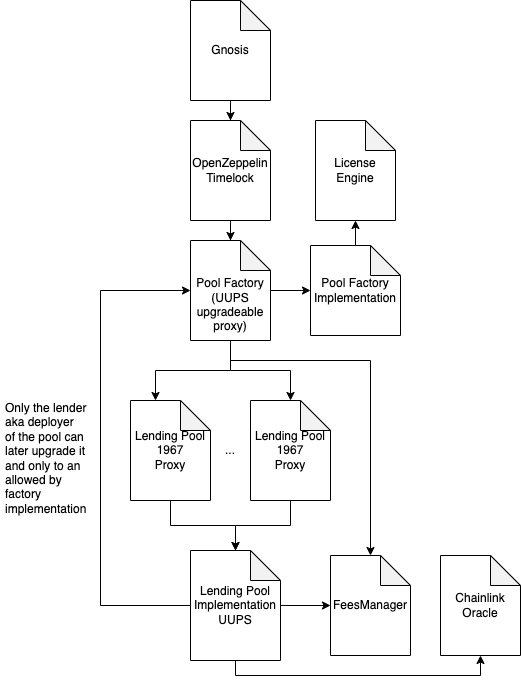 Gnosis
OpenZeppelin
Timelock
License
Engine
Pool Factory
(UUPS
upgradeable
proxy)
Pool Factory
Implementation
Only the lender
aka deployer
of the pool can
later upgrade it
and only to an
allowed by
factory
implementation
Lending Pool
1967
Proxy
...
Lending Pool
1967
Proxy
Lending Pool
Implementation
UUPS
FeesManager
Chainlink
Oracle